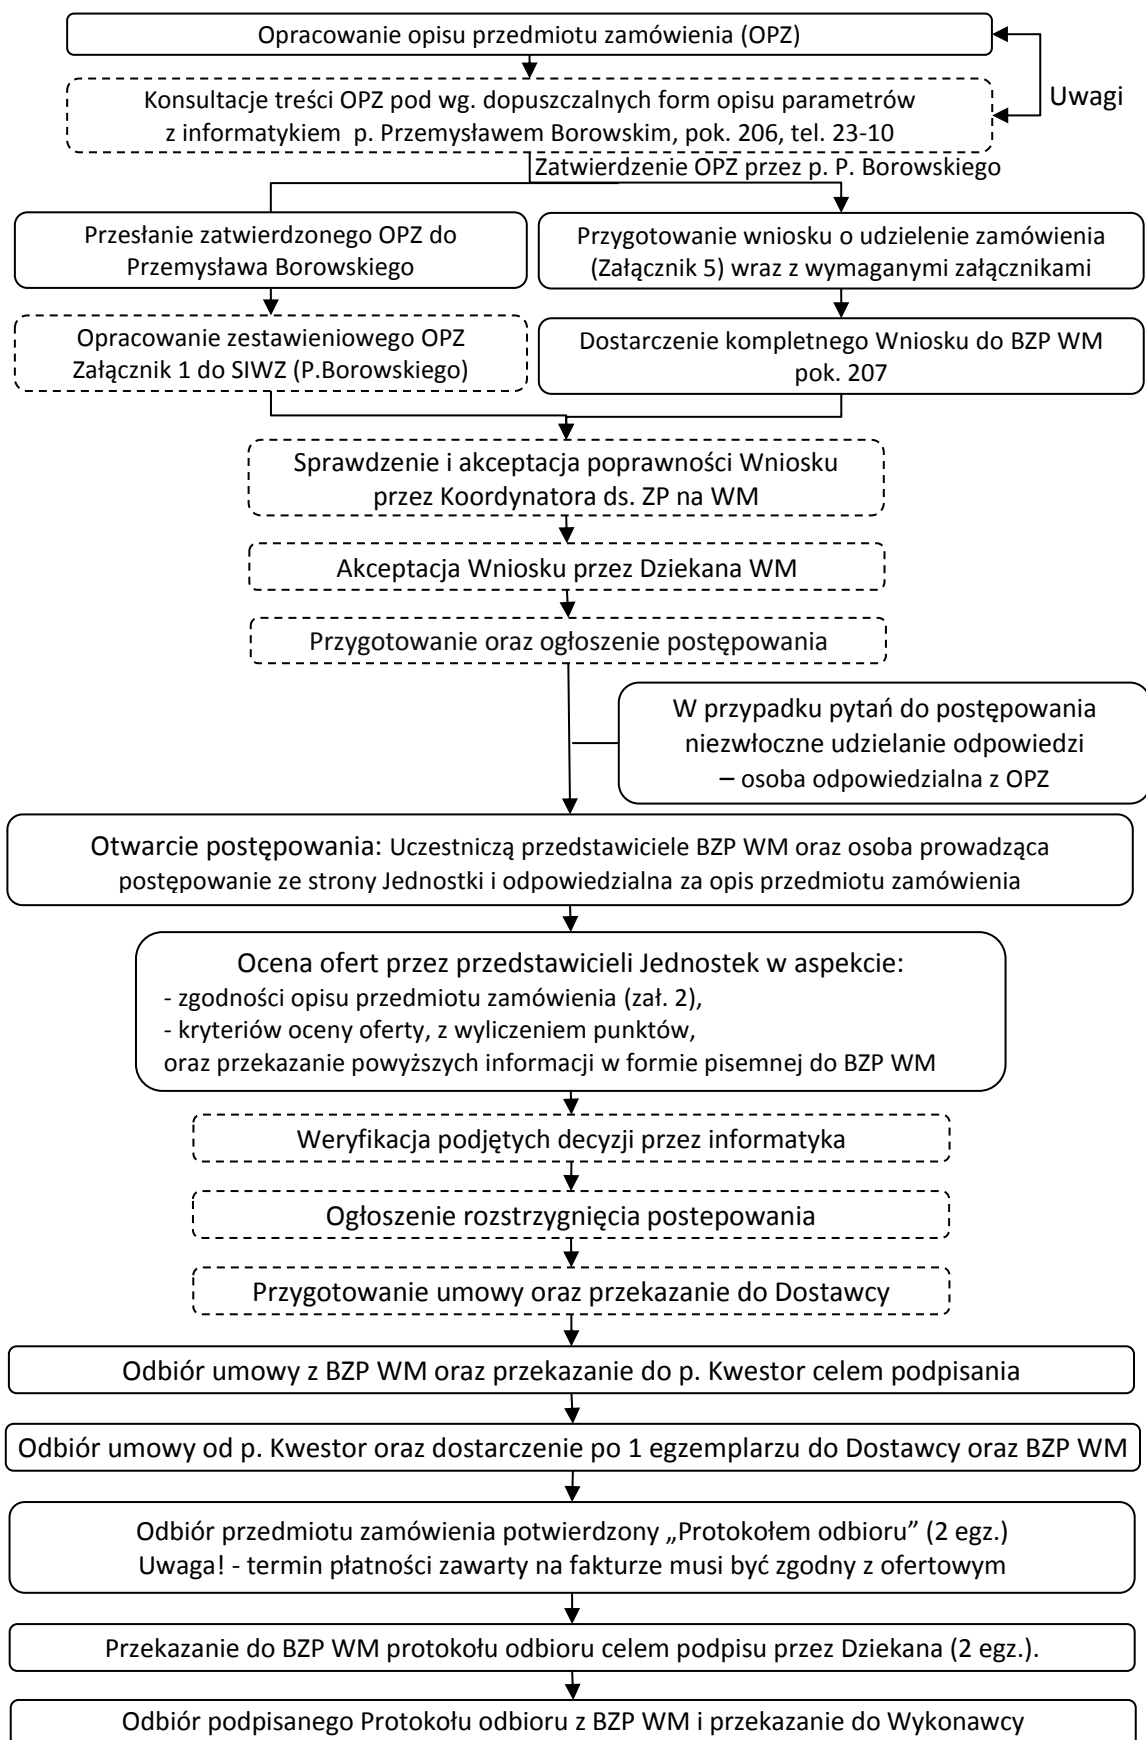 Opracowanie opisu przedmiotu zamówienia (OPZ)
Uwagi
Konsultacje treści OPZ pod wg. dopuszczalnych form opisu parametrów
z informatykiem p. Przemysławem Borowskim, pok. 206, tel. 23-10
Zatwierdzenie OPZ przez p. P. Borowskiego
Przesłanie zatwierdzonego OPZ do
Przemysława Borowskiego
Przygotowanie wniosku o udzielenie zamówienia
(Załącznik 5) wraz z wymaganymi załącznikami
Opracowanie zestawieniowego OPZ
Załącznik 1 do SIWZ (P.Borowskiego)
Dostarczenie kompletnego Wniosku do BZP WM
pok. 207
Sprawdzenie i akceptacja poprawności Wniosku
przez Koordynatora ds. ZP na WM
Akceptacja Wniosku przez Dziekana WM
Przygotowanie oraz ogłoszenie postępowania
W przypadku pytań do postępowania
niezwłoczne udzielanie odpowiedzi
– osoba odpowiedzialna z OPZ
Otwarcie postępowania: Uczestniczą przedstawiciele BZP WM oraz osoba prowadząca
postępowanie ze strony Jednostki i odpowiedzialna za opis przedmiotu zamówienia
Ocena ofert przez przedstawicieli Jednostek w aspekcie:
- zgodności opisu przedmiotu zamówienia (zał. 2),
- kryteriów oceny oferty, z wyliczeniem punktów,
oraz przekazanie powyższych informacji w formie pisemnej do BZP WM
Weryfikacja podjętych decyzji przez informatyka
Ogłoszenie rozstrzygnięcia postepowania
Przygotowanie umowy oraz przekazanie do Dostawcy
Odbiór umowy z BZP WM oraz przekazanie do p. Kwestor celem podpisania
Odbiór umowy od p. Kwestor oraz dostarczenie po 1 egzemplarzu do Dostawcy oraz BZP WM
Odbiór przedmiotu zamówienia potwierdzony „Protokołem odbioru” (2 egz.)
Uwaga! - termin płatności zawarty na fakturze musi być zgodny z ofertowym
Przekazanie do BZP WM protokołu odbioru celem podpisu przez Dziekana (2 egz.).
Odbiór podpisanego Protokołu odbioru z BZP WM i przekazanie do Wykonawcy